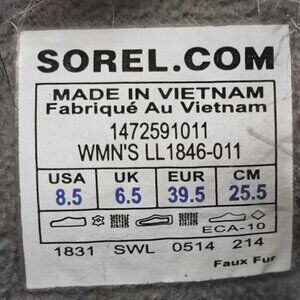 SOREL.COM
MADE IN VIETNAM
Fabriqué Au Vietnam
1472591011
WMN'S LL1846-011
USA UK EUR CM
8.5 6.5 39.5 25.5
ECA-10
1831 SWL 0514 214
Faux Fur